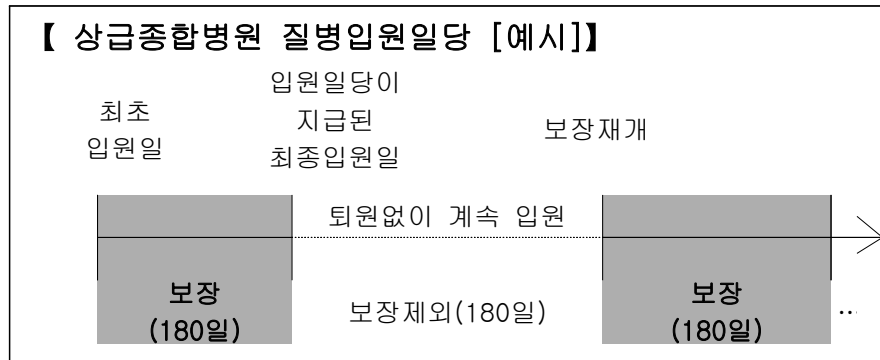 【 상급종합병원 질병입원일당 [예시]】
최초
입원일
입원일당이
지급된
최종입원일
보장재개
퇴원없이 계속 입원
보장
(180일)
보장제외(180일)
보장
(180일)
…